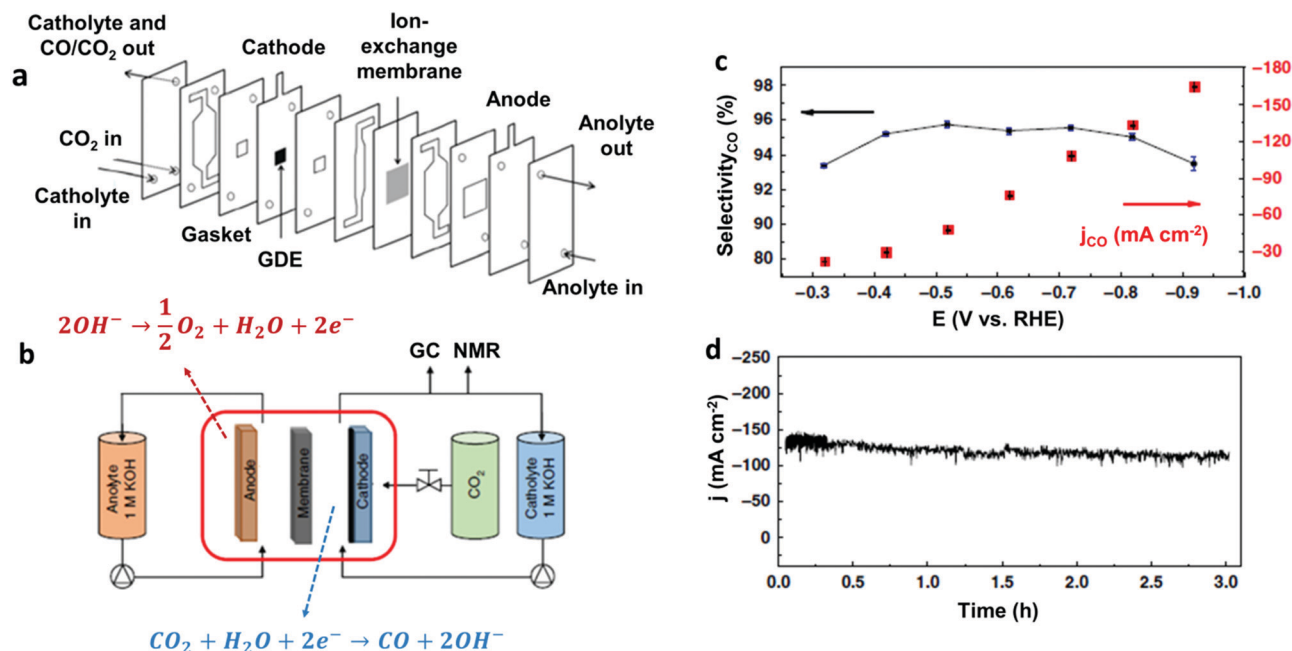 a
Catholyte and
CO/CO₂ out
Cathode
Ion-
exchange
membrane
Anode
Anolyte
out
CO₂ in
Catholyte
in
Gasket
GDE
Anolyte in
b
2OH⁻ → 1/2 O₂ + H₂O + 2e⁻
GC NMR
Anolyte
1 M KOH
Anode
Membrane
Cathode
CO₂
Catholyte
1 M KOH
CO₂ + H₂O + 2e⁻ → CO + 2OH⁻
c
Selectivity_CO (%)
98
96
94
92
90
80
−180
−150
−120
−90
−60
−30
j_CO (mA cm⁻²)
−0.3 −0.4 −0.5 −0.6 −0.7 −0.8 −0.9 −1.0
E (V vs. RHE)
d
j (mA cm⁻²)
−250
−200
−150
−100
−50
0
0 0.5 1.0 1.5 2.0 2.5 3.0
Time (h)